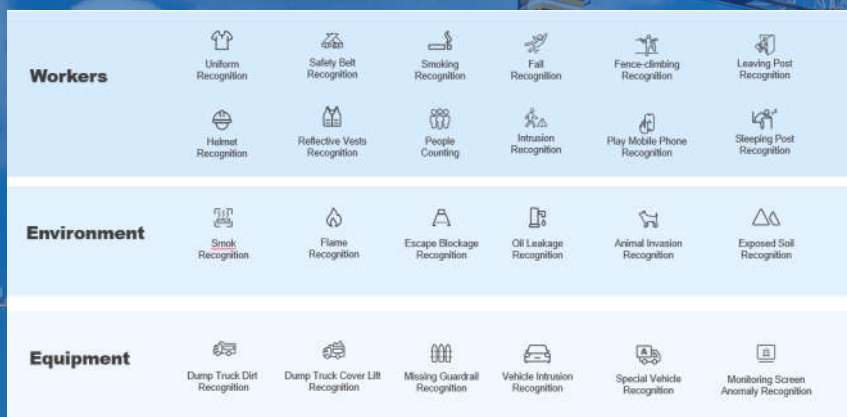 Workers
Uniform
Recognition
Safety Belt
Recognition
Smoking
Recognition
Fall
Recognition
Fence-climbing
Recognition
Leaving Post
Recognition
Halmet
Recognition
Reflective Vests
Recognition
People
Counting
Intrusion
Recognition
Play Mobile Phone
Recognition
Sleeping Post
Recognition
Environment
Smok
Recognition
Flame
Recognition
Escape Blockage
Recognition
Oil Leakage
Recognition
Animal Invasion
Recognition
Exposed Soil
Recognition
Equipment
Dump Truck Dirt
Recognition
Dump Truck Cover Lift
Recognition
Missing Guardrail
Recognition
Vehicle Intrusion
Recognition
Special Vehicle
Recognition
Monitoring Screen
Anomaly Recognition